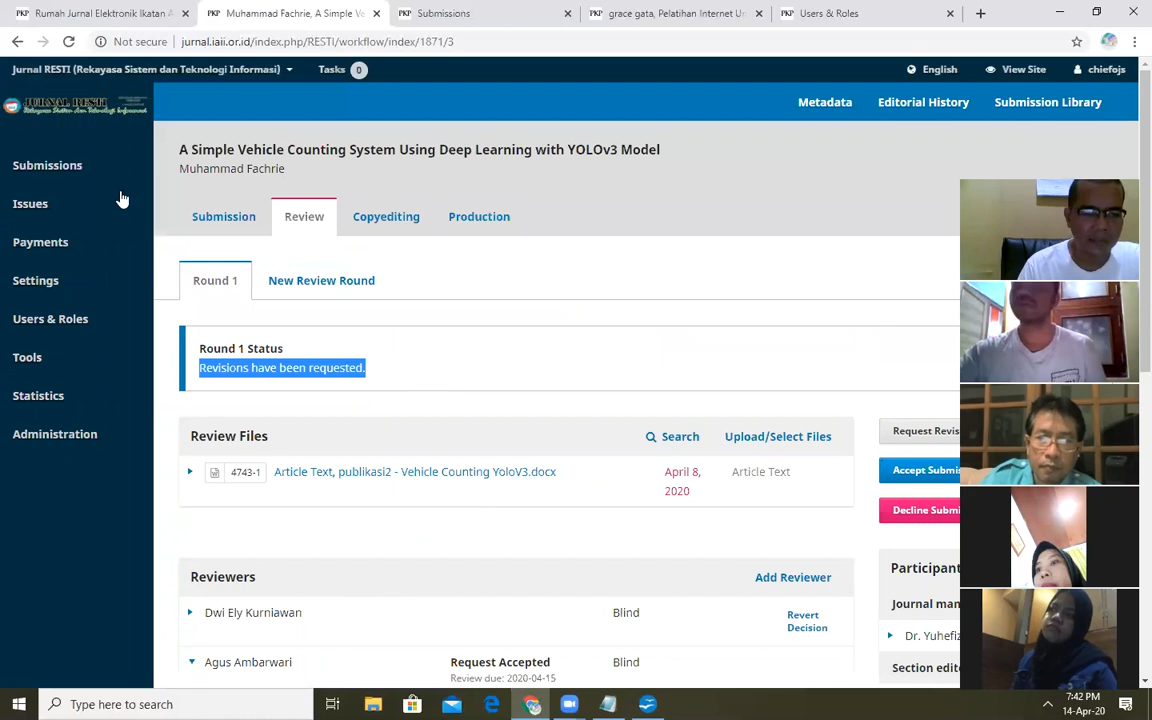 Rumah Jurnal Elektronik Ikatan A
Muhammad Fachrie, A Simple Ve
Submissions
grace gata, Pelatihan Internet Un
Users & Roles
Not secure
jurnal.iaii.or.id/index.php/RESTI/workflow/index/1871/3
Jurnal RESTI (Rekayasa Sistem dan Teknologi Informasi)
Tasks 0
English
View Site
chiefojs
JURNAL RESTI
Metadata
Editorial History
Submission Library
Submissions
Issues
Payments
Settings
Users & Roles
Tools
Statistics
Administration
A Simple Vehicle Counting System Using Deep Learning with YOLOv3 Model
Muhammad Fachrie
Submission
Review
Copyediting
Production
Round 1
New Review Round
Round 1 Status
Revisions have been requested.
Review Files
Search
Upload/Select Files
4743-1
Article Text, publikasi2 - Vehicle Counting YoloV3.docx
April 8,
2020
Article Text
Request Revis
Accept Submi
Decline Submi
Reviewers
Add Reviewer
Dwi Ely Kurniawan
Blind
Revert
Decision
Agus Ambarwari
Request Accepted
Review due: 2020-04-15
Blind
Participant
Journal man
Dr. Yuhefiz
Section edit
Type here to search
7:42 PM
14-Apr-20